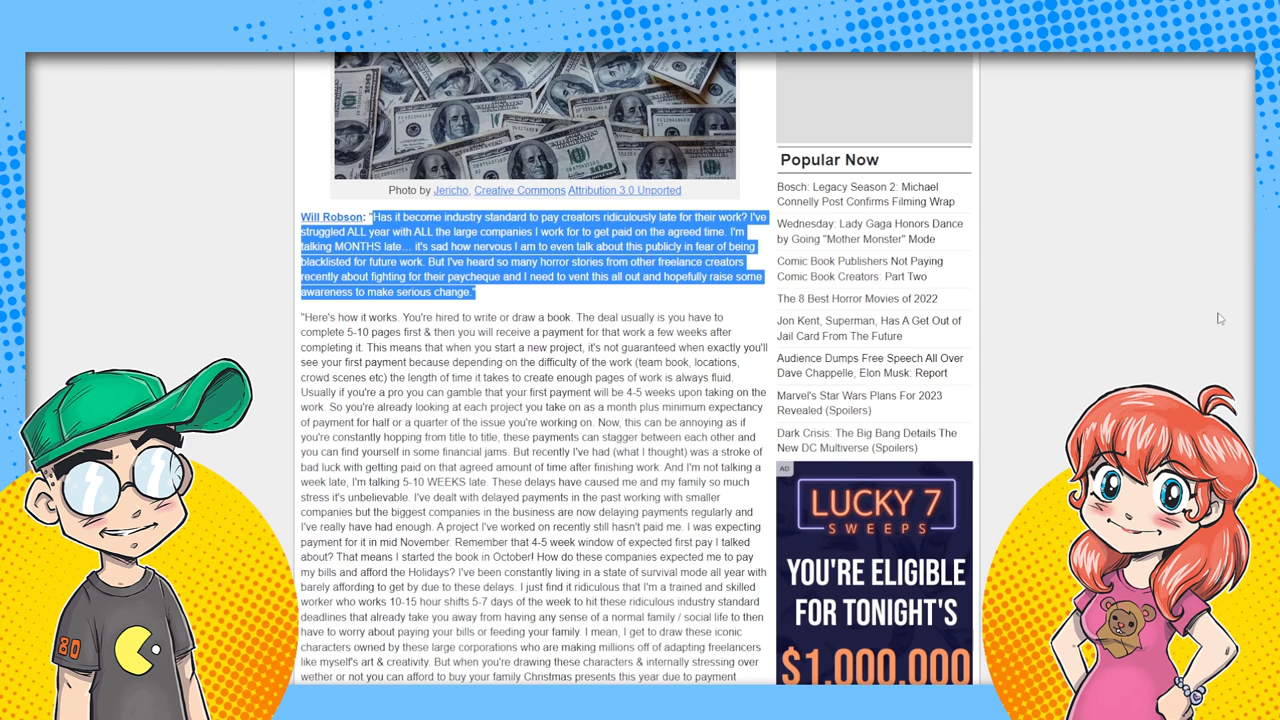 Photo by Jericho, Creative Commons Attribution 3.0 Unported
Will Robson: "Has it become industry standard to pay creators ridiculously late for their work? I've
struggled ALL year with ALL the large companies I work for to get paid on the agreed time. I'm
talking MONTHS late... it's sad how nervous I am to even talk about this publicly in fear of being
blacklisted for future work. But I've heard so many horror stories from other freelance creators
recently about fighting for their paycheque and I need to vent this all out and hopefully raise some
awareness to make serious change."
"Here's how it works. You're hired to write or draw a book. The deal usually is you have to
complete 5-10 pages first & then you will receive a payment for that work a few weeks after
completing it. This means that when you start a new project, it's not guaranteed when exactly you'll
see your first payment because depending on the difficulty of the work (team book, locations,
crowd scenes etc) the length of time it takes to create enough pages of work is always fluid.
Usually if you're a pro you can gamble that your first payment will be 4-5 weeks upon taking on the
work. So you're already looking at each project you take on as a month plus minimum expectancy
of payment for half or a quarter of the issue you're working on. Now, this can be annoying as if
you're constantly hopping from title to title, these payments can stagger between each other and
you can find yourself in some financial jams. But recently I've had (what I thought) was a stroke of
bad luck with getting paid on that agreed amount of time after finishing work. And I'm not talking a
week late, I'm talking 5-10 WEEKS late. These delays have caused me and my family so much
stress it's unbelievable. I've dealt with delayed payments in the past working with smaller
companies but the biggest companies in the business are now delaying payments regularly and
I've really have had enough. A project I've worked on recently still hasn't paid me. I was expecting
payment for it in mid November. Remember that 4-5 week window of expected first pay I talked
about? That means I started the book in October! How do these companies expected me to pay
my bills and afford the Holidays? I've been constantly living in a state of survival mode all year with
barely affording to get by due to these delays. I just find it ridiculous that I'm a trained and skilled
worker who works 10-15 hour shifts 5-7 days of the week to hit these ridiculous industry standard
deadlines that already take you away from having any sense of a normal family / social life to then
have to worry about paying your bills or feeding your family. I mean, I get to draw these iconic
characters owned by these large corporations who are making millions off of adapting freelancers
like myself's art & creativity. But when you're drawing these characters & internally stressing over
wether or not you can afford to buy your family Christmas presents this year due to payment
Popular Now
Bosch: Legacy Season 2: Michael
Connelly Post Confirms Filming Wrap
Wednesday: Lady Gaga Honors Dance
by Going "Mother Monster" Mode
Comic Book Publishers Not Paying
Comic Book Creators: Part Two
The 8 Best Horror Movies of 2022
Jon Kent, Superman, Has A Get Out of
Jail Card From The Future
Audience Dumps Free Speech All Over
Dave Chappelle, Elon Musk: Report
Marvel's Star Wars Plans For 2023
Revealed (Spoilers)
Dark Crisis: The Big Bang Details The
New DC Multiverse (Spoilers)
AD
LUCKY 7
SWEEPS
YOU'RE ELIGIBLE
FOR TONIGHT'S
$1,000,000
80